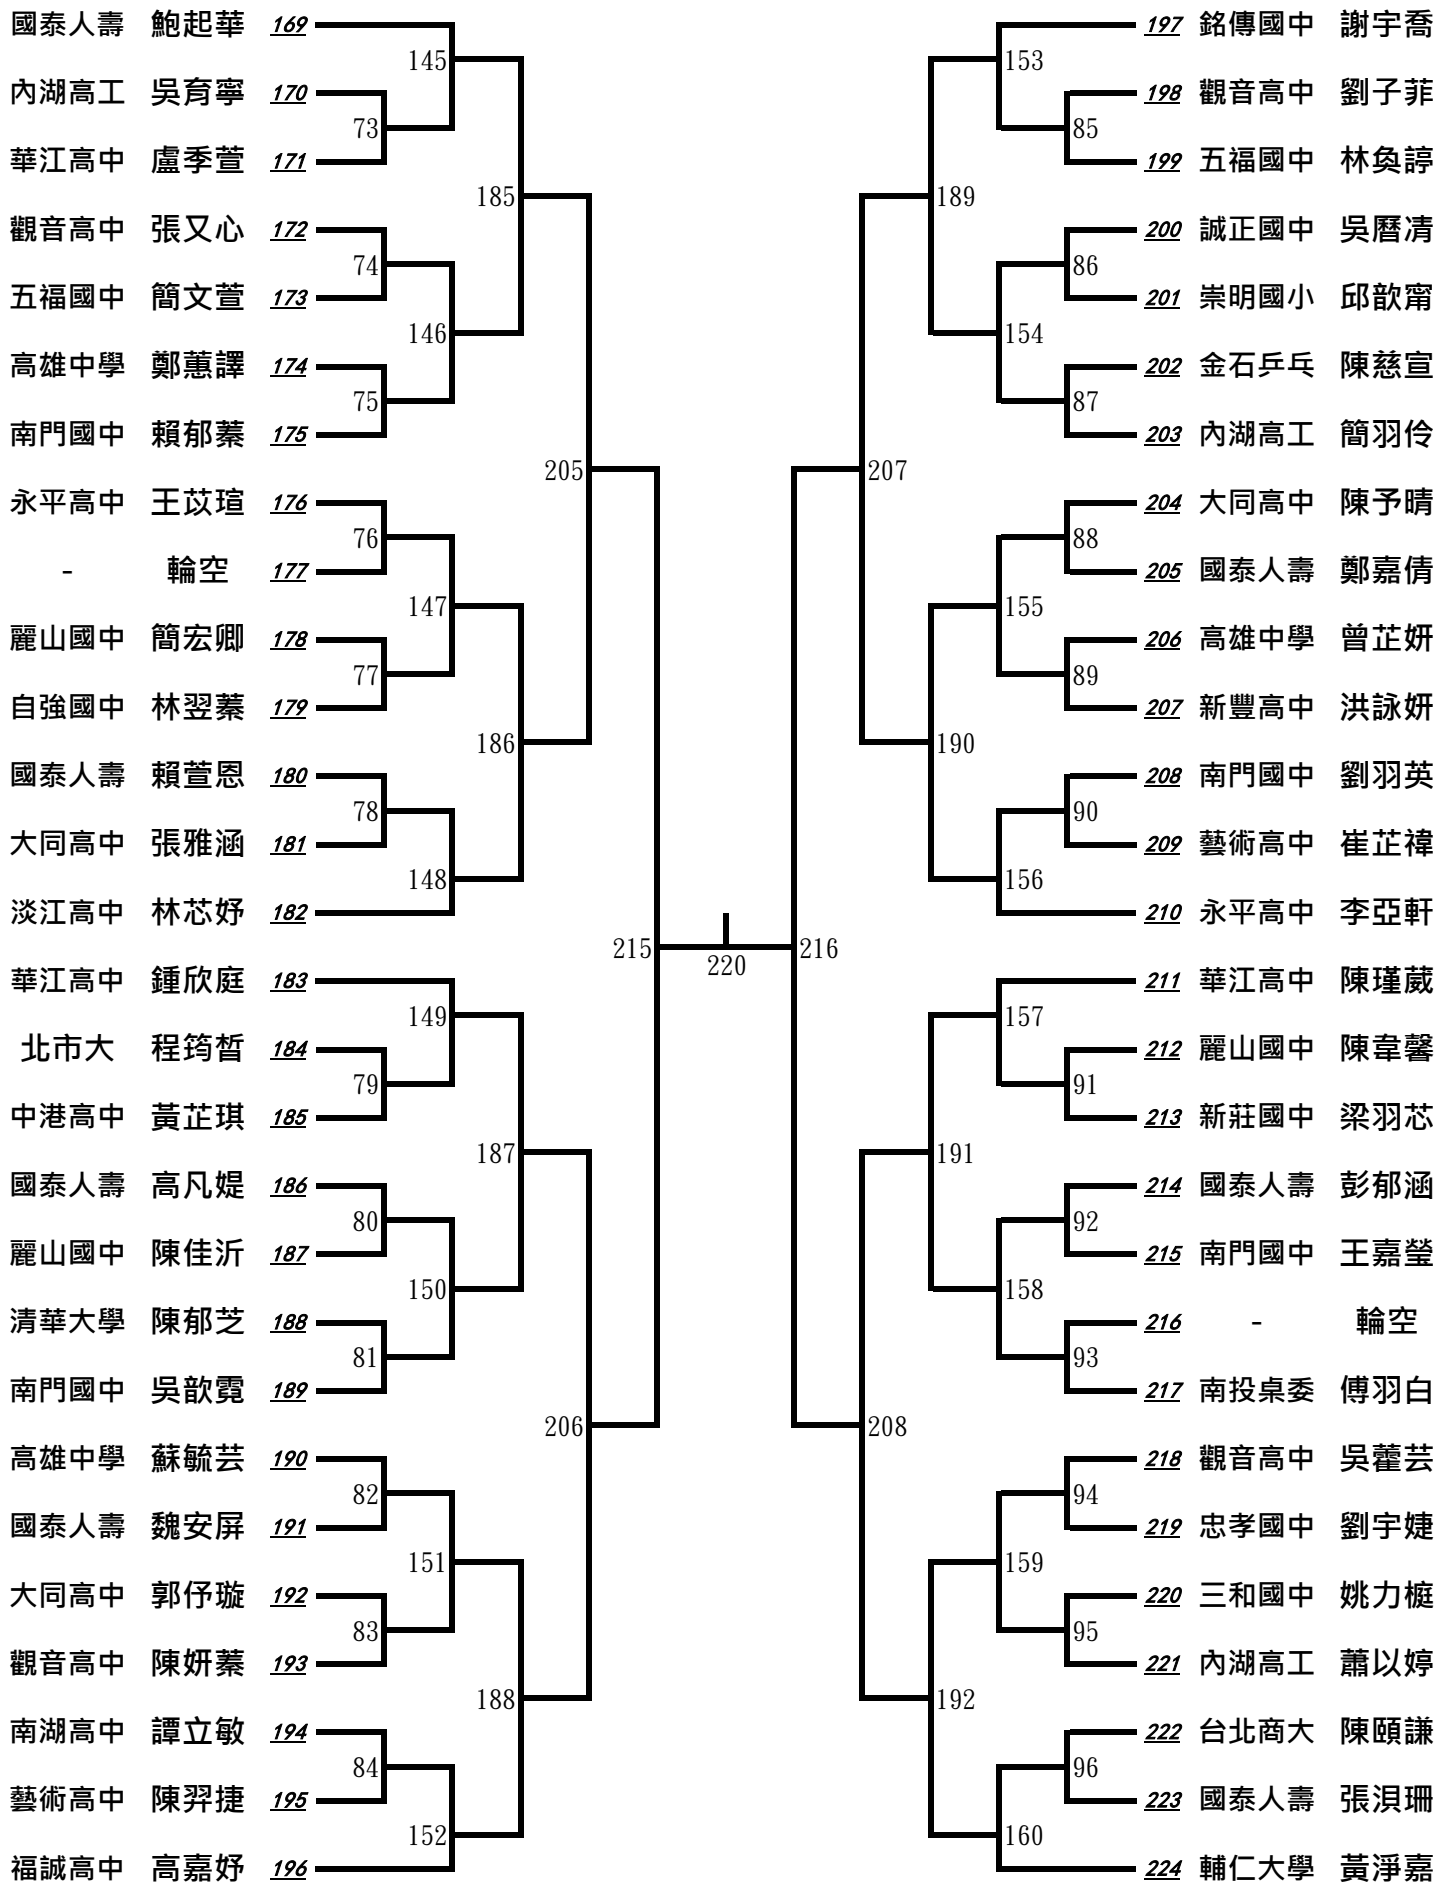 國泰人壽 鮑起華 169
145
內湖高工 吳育寧 170
73
華江高中 盧季萱 171
185
觀音高中 張又心 172
74
五福國中 簡文萱 173
146
高雄中學 鄭蕙譯 174
75
南門國中 賴郁蓁 175
205
永平高中 王苡瑄 176
76
- 輪空 177
147
麗山國中 簡宏卿 178
77
自強國中 林翌蓁 179
186
國泰人壽 賴萱恩 180
78
大同高中 張雅涵 181
148
淡江高中 林芯妤 182
215
華江高中 鍾欣庭 183
149
北市大 程筠晳 184
79
中港高中 黃芷琪 185
187
國泰人壽 高凡媞 186
80
麗山國中 陳佳沂 187
150
清華大學 陳郁芝 188
81
南門國中 吳歆霓 189
206
高雄中學 蘇毓芸 190
82
國泰人壽 魏安屏 191
151
大同高中 郭伃璇 192
83
觀音高中 陳妍蓁 193
188
南湖高中 譚立敏 194
84
藝術高中 陳羿捷 195
152
福誠高中 高嘉妤 196
220
197 銘傳國中 謝宇喬
153
198 觀音高中 劉子菲
85
199 五福國中 林奐諄
189
200 誠正國中 吳曆凊
86
201 崇明國小 邱歆甯
154
202 金石乒乓 陳慈宣
87
203 內湖高工 簡羽伶
207
204 大同高中 陳予晴
88
205 國泰人壽 鄭嘉倩
155
206 高雄中學 曾芷妍
89
207 新豐高中 洪詠妍
190
208 南門國中 劉羽英
90
209 藝術高中 崔芷禕
156
210 永平高中 李亞軒
216
211 華江高中 陳瑾葳
157
212 麗山國中 陳韋馨
91
213 新莊國中 梁羽芯
191
214 國泰人壽 彭郁涵
92
215 南門國中 王嘉瑩
158
216 - 輪空
93
217 南投桌委 傅羽白
208
218 觀音高中 吳藿芸
94
219 忠孝國中 劉宇婕
159
220 三和國中 姚力榳
95
221 內湖高工 蕭以婷
192
222 台北商大 陳頤謙
96
223 國泰人壽 張浿珊
160
224 輔仁大學 黃淨嘉